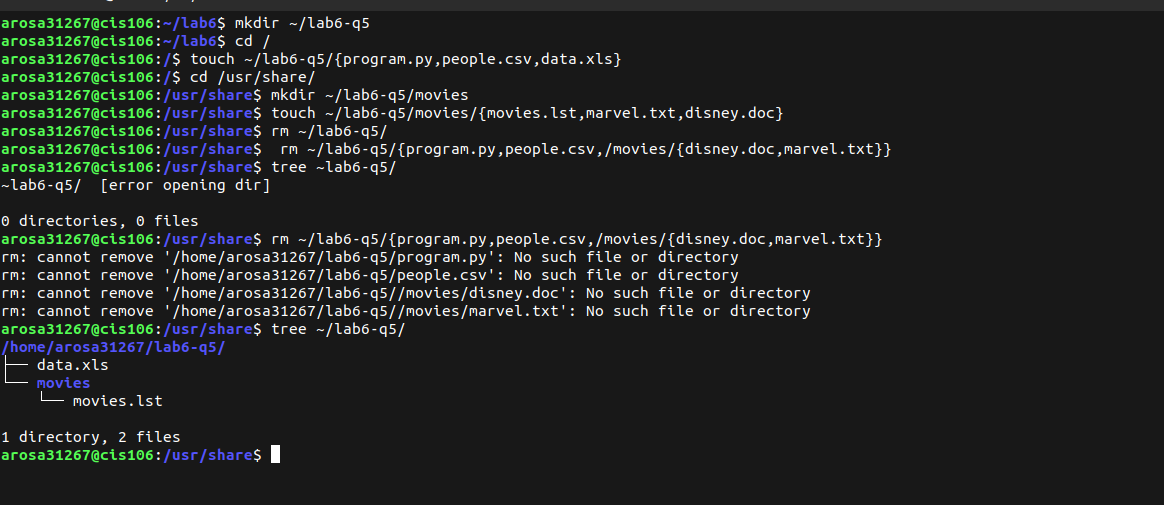 arosa31267@cis106:~/lab6$ mkdir ~/lab6-q5
arosa31267@cis106:~/lab6$ cd /
arosa31267@cis106:/$ touch ~/lab6-q5/{program.py,people.csv,data.xls}
arosa31267@cis106:/$ cd /usr/share/
arosa31267@cis106:/usr/share$ mkdir ~/lab6-q5/movies
arosa31267@cis106:/usr/share$ touch ~/lab6-q5/movies/{movies.lst,marvel.txt,disney.doc}
arosa31267@cis106:/usr/share$ rm ~/lab6-q5/
arosa31267@cis106:/usr/share$  rm ~/lab6-q5/{program.py,people.csv,/movies/{disney.doc,marvel.txt}}
arosa31267@cis106:/usr/share$ tree ~lab6-q5/
~lab6-q5/  [error opening dir]

0 directories, 0 files
arosa31267@cis106:/usr/share$ rm ~/lab6-q5/{program.py,people.csv,/movies/{disney.doc,marvel.txt}}
rm: cannot remove '/home/arosa31267/lab6-q5/program.py': No such file or directory
rm: cannot remove '/home/arosa31267/lab6-q5/people.csv': No such file or directory
rm: cannot remove '/home/arosa31267/lab6-q5//movies/disney.doc': No such file or directory
rm: cannot remove '/home/arosa31267/lab6-q5//movies/marvel.txt': No such file or directory
arosa31267@cis106:/usr/share$ tree ~/lab6-q5/
/home/arosa31267/lab6-q5/
├── data.xls
└── movies
    └── movies.lst

1 directory, 2 files
arosa31267@cis106:/usr/share$